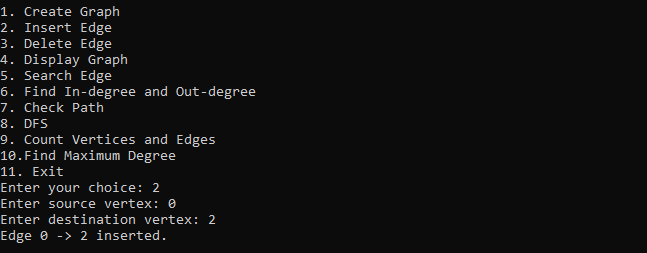 1. Create Graph
2. Insert Edge
3. Delete Edge
4. Display Graph
5. Search Edge
6. Find In-degree and Out-degree
7. Check Path
8. DFS
9. Count Vertices and Edges
10.Find Maximum Degree
11. Exit
Enter your choice: 2
Enter source vertex: 0
Enter destination vertex: 2
Edge 0 -> 2 inserted.